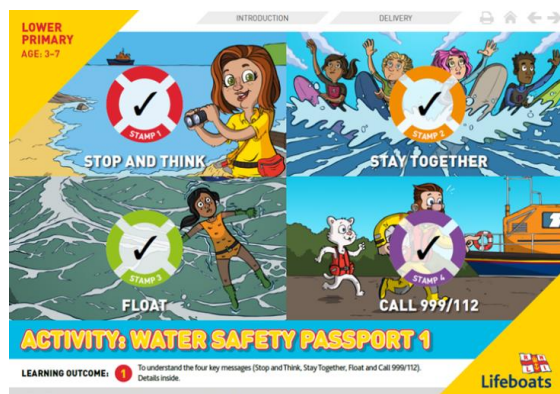 INTRODUCTION
DELIVERY
LOWER
PRIMARY
AGE: 3–7
STAMP 1
STOP AND THINK
STAMP 2
STAY TOGETHER
STAMP 3
FLOAT
STAMP 4
CALL 999/112
ACTIVITY: WATER SAFETY PASSPORT 1
LEARNING OUTCOME:
1
To understand the four key messages (Stop and Think, Stay Together, Float and Call 999/112).
Details inside.
RNLI
Lifeboats